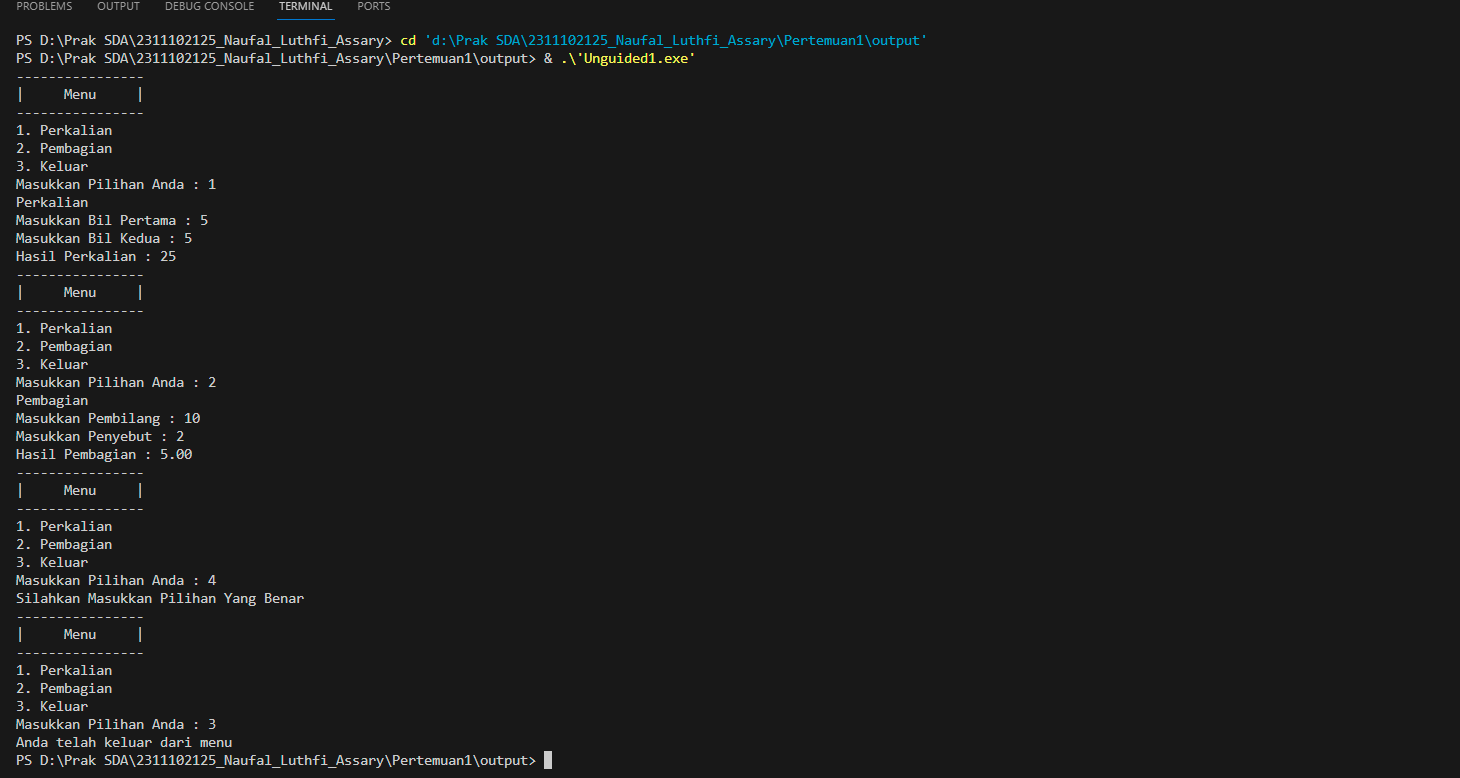 PROBLEMS OUTPUT DEBUG CONSOLE TERMINAL PORTS
PS D:\Prak SDA\2311102125_Naufal_Luthfi_Assary> cd 'd:\Prak SDA\2311102125_Naufal_Luthfi_Assary\Pertemuan1\output'
PS D:\Prak SDA\2311102125_Naufal_Luthfi_Assary\Pertemuan1\output> & .\'Unguided1.exe'
----------------
|     Menu     |
----------------
1. Perkalian
2. Pembagian
3. Keluar
Masukkan Pilihan Anda : 1
Perkalian
Masukkan Bil Pertama : 5
Masukkan Bil Kedua : 5
Hasil Perkalian : 25
----------------
|     Menu     |
----------------
1. Perkalian
2. Pembagian
3. Keluar
Masukkan Pilihan Anda : 2
Pembagian
Masukkan Pembilang : 10
Masukkan Penyebut : 2
Hasil Pembagian : 5.00
----------------
|     Menu     |
----------------
1. Perkalian
2. Pembagian
3. Keluar
Masukkan Pilihan Anda : 4
Silahkan Masukkan Pilihan Yang Benar
----------------
|     Menu     |
----------------
1. Perkalian
2. Pembagian
3. Keluar
Masukkan Pilihan Anda : 3
Anda telah keluar dari menu
PS D:\Prak SDA\2311102125_Naufal_Luthfi_Assary\Pertemuan1\output>